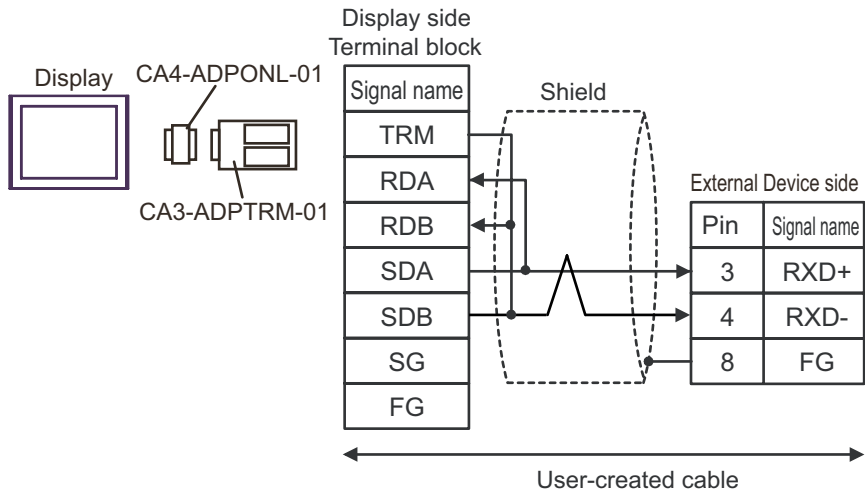 Display side
Terminal block
Display
CA4-ADPONL-01
CA3-ADPTRM-01
Signal name
TRM
RDA
RDB
SDA
SDB
SG
FG
Shield
External Device side
Pin Signal name
3 RXD+
4 RXD-
8 FG
User-created cable